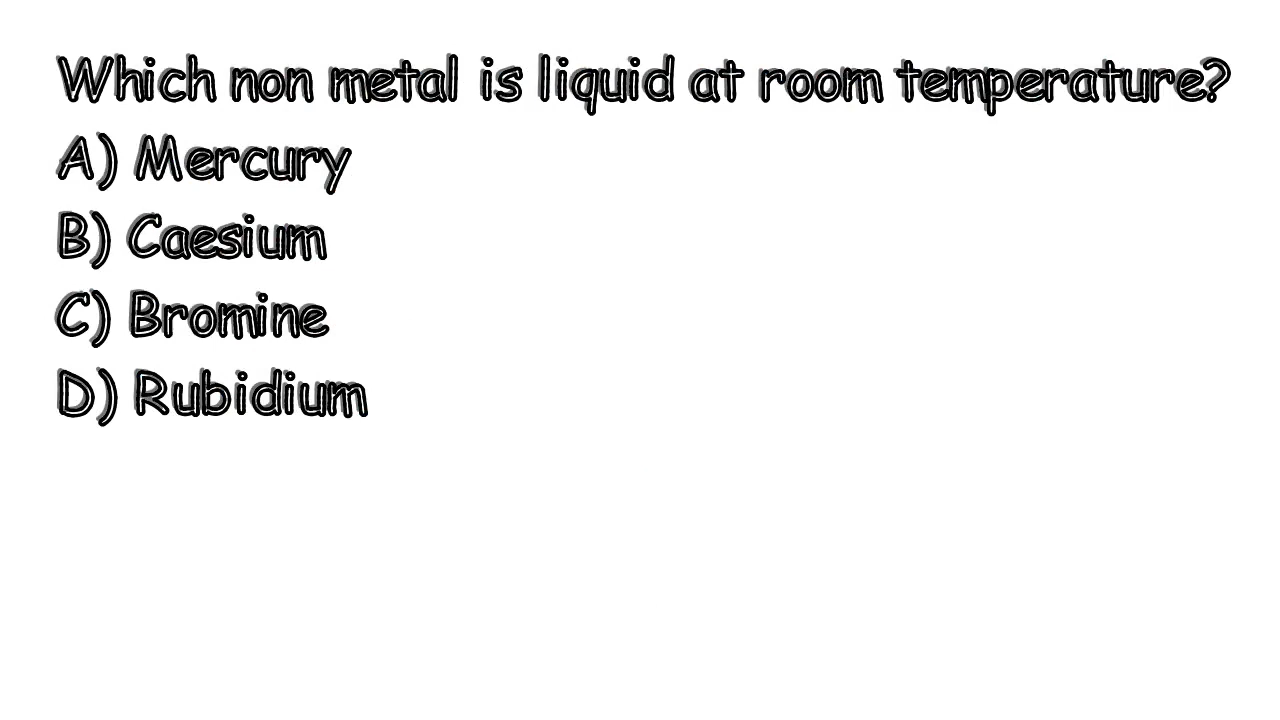 Which non metal is liquid at room temperature?
A) Mercury
B) Caesium
C) Bromine
D) Rubidium